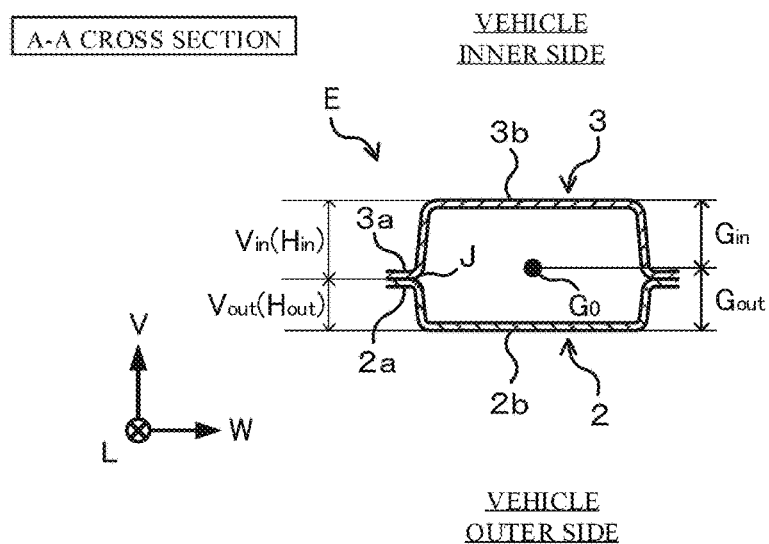 A-A CROSS SECTION
VEHICLE
INNER SIDE
E
3b
3
3a
Vin(Hin)
J
Gin
Vout(Hout)
G0
Gout
V
2a
2b
2
W
L
VEHICLE
OUTER SIDE